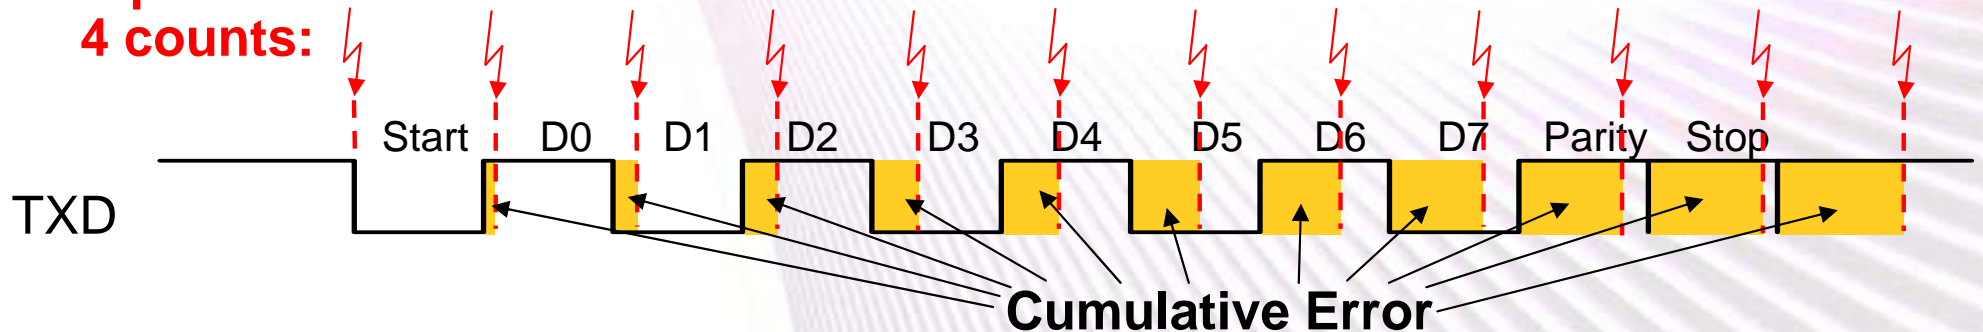 4 counts:
Start D0 D1 D2 D3 D4 D5 D6 D7 Parity Stop
TXD
Cumulative Error